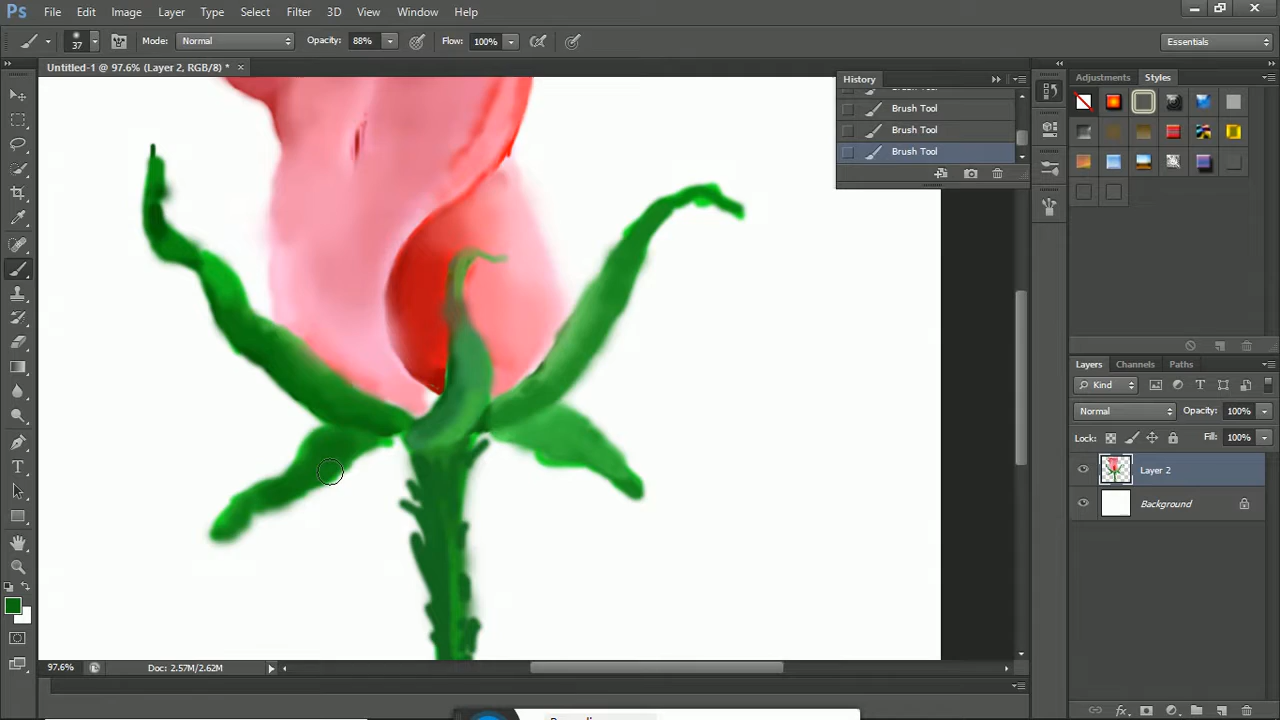 Ps File Edit Image Layer Type Select Filter 3D View Window Help
37 Mode: Normal Opacity: 88% Flow: 100% Essentials
Untitled-1 @ 97.6% (Layer 2, RGB/8) *
History
Brush Tool
Brush Tool
Brush Tool
Adjustments Styles
Layers Channels Paths
Kind
Normal Opacity: 100%
Lock: Fill: 100%
Layer 2
Background
97.6% Doc: 2.57M/2.62M